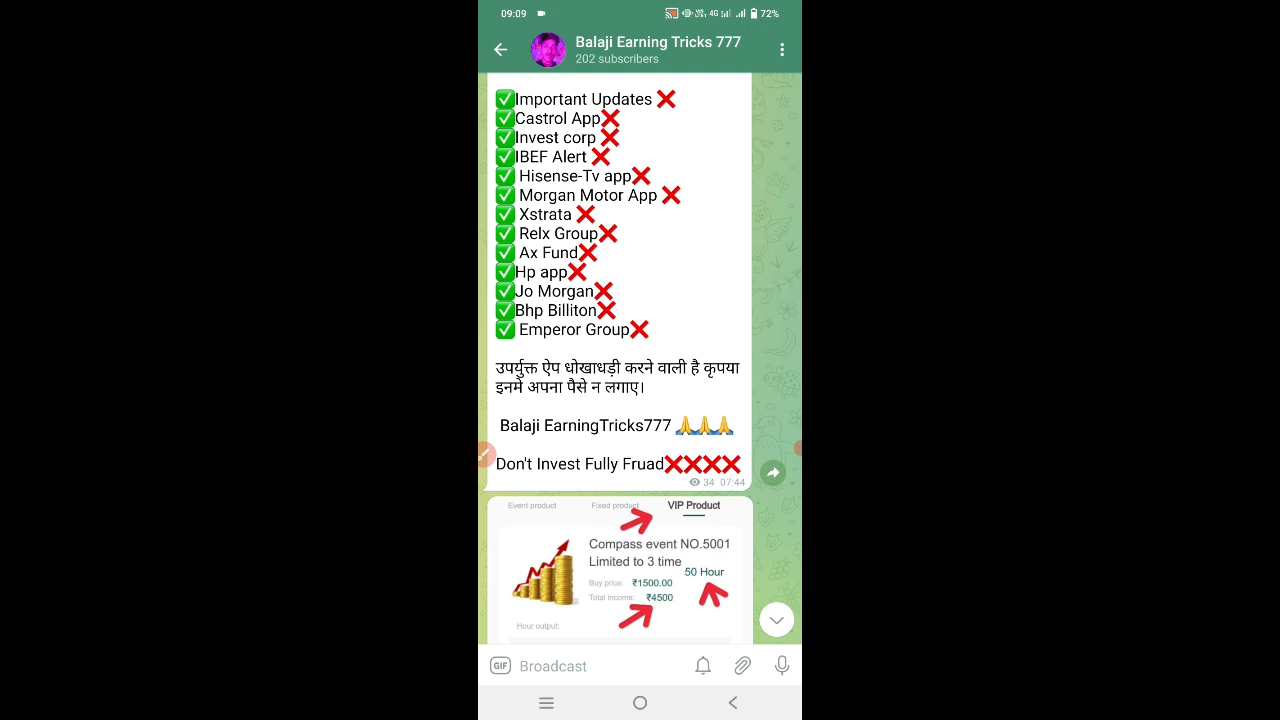 09:09 4G 72%
Balaji Earning Tricks 777
202 subscribers
✅Important Updates ❌
✅Castrol App❌
✅Invest corp ❌
✅IBEF Alert ❌
✅ Hisense-Tv app❌
✅ Morgan Motor App ❌
✅ Xstrata ❌
✅ Relx Group❌
✅ Ax Fund❌
✅Hp app❌
✅Jo Morgan❌
✅Bhp Billiton❌
✅ Emperor Group❌
उपर्युक्त ऐप धोखाधड़ी करने वाली है कृपया
इनमें अपना पैसे न लगाए।
Balaji EarningTricks777 🙏🙏🙏
Don't Invest Fully Fruad❌❌❌❌
34 07:44
Event product Fixed product VIP Product
Compass event NO.5001
Limited to 3 time
50 Hour
Buy price: ₹1500.00
Total income: ₹4500
Hour output:
GIF Broadcast